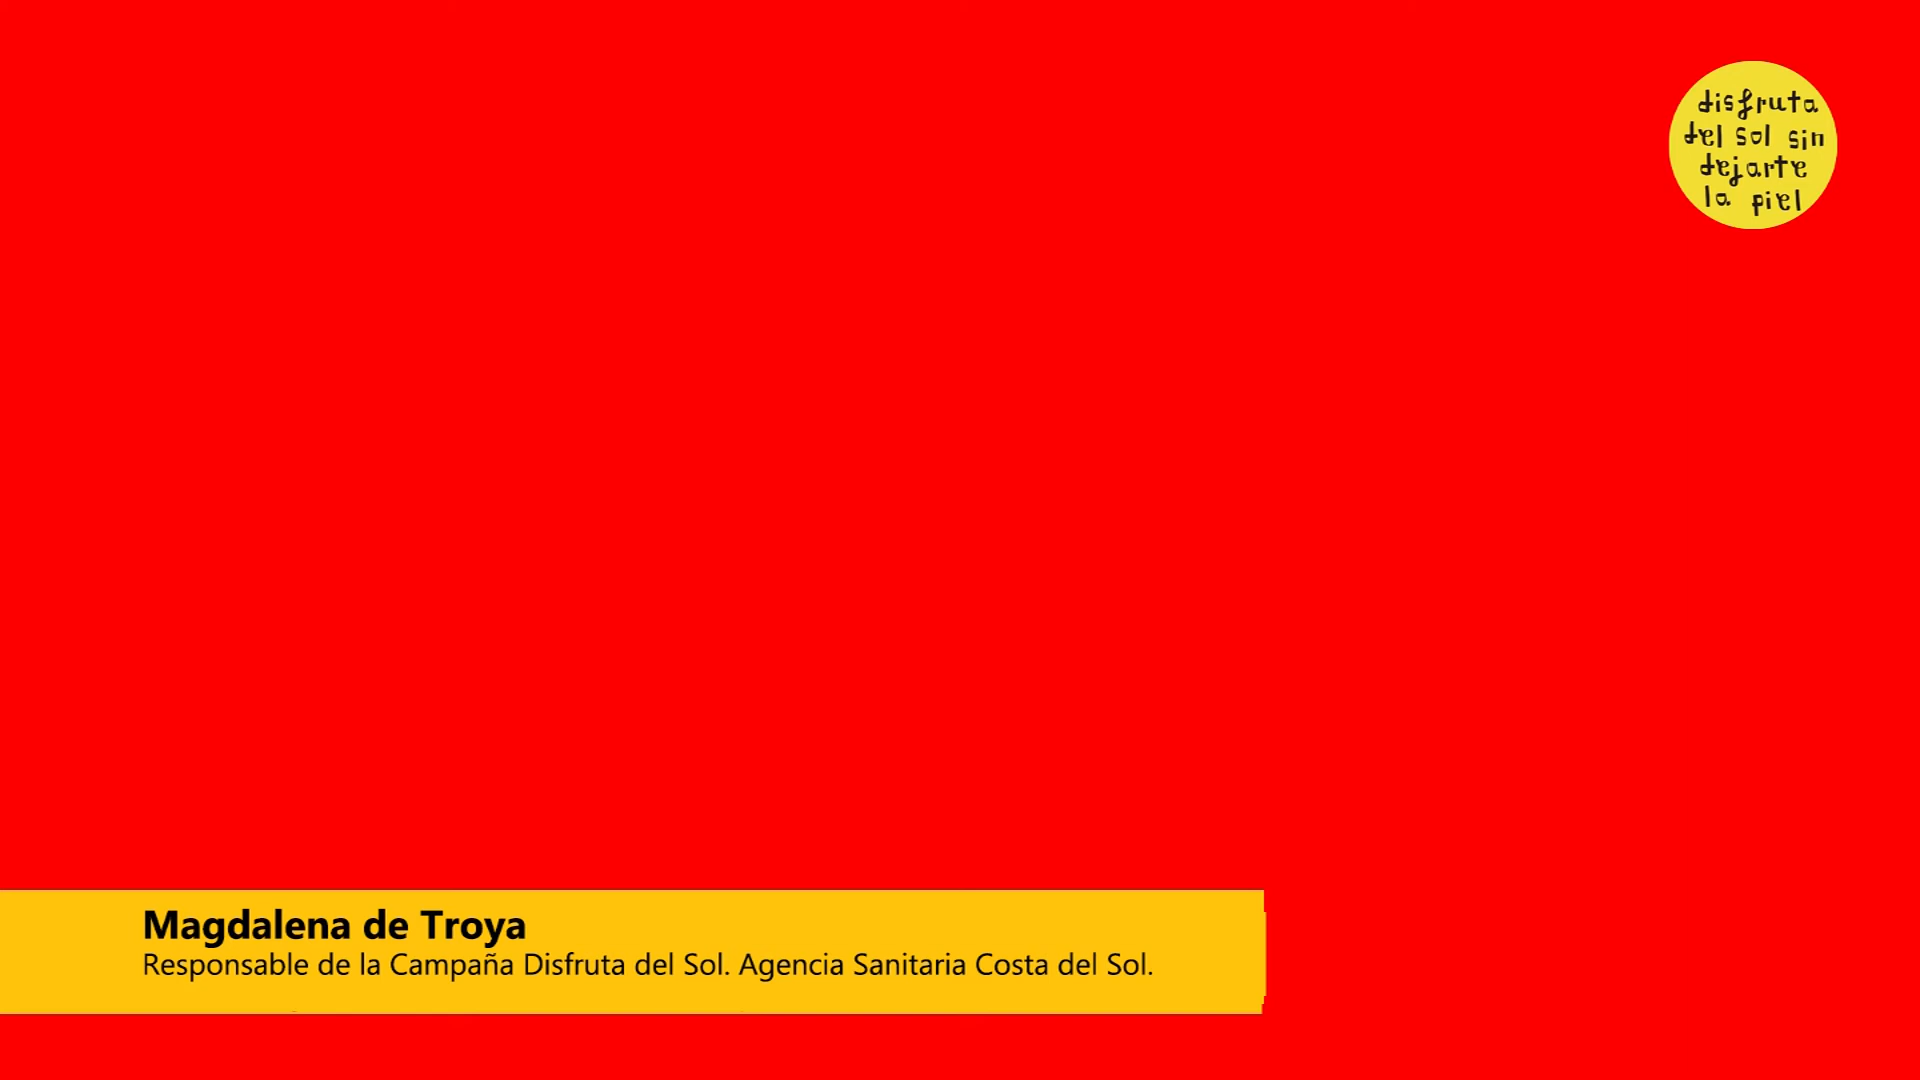 disfruta
del sol sin
dejarte
la piel
Magdalena de Troya
Responsable de la Campaña Disfruta del Sol. Agencia Sanitaria Costa del Sol.